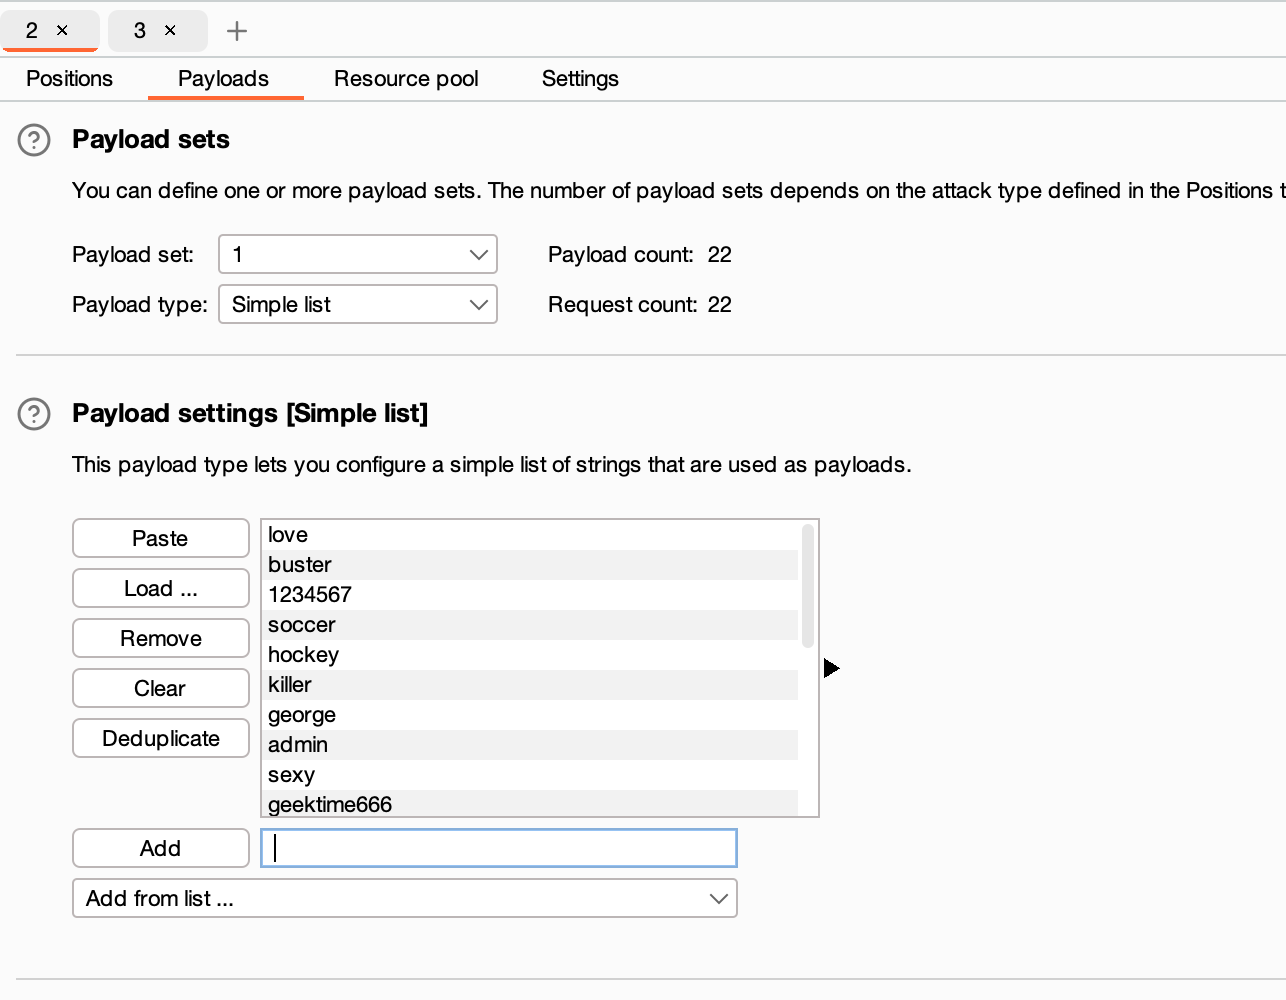 2 × 3 × +
Positions Payloads Resource pool Settings
? Payload sets
You can define one or more payload sets. The number of payload sets depends on the attack type defined in the Positions t
Payload set: 1 Payload count: 22
Payload type: Simple list Request count: 22
? Payload settings [Simple list]
This payload type lets you configure a simple list of strings that are used as payloads.
Paste
Load ...
Remove
Clear
Deduplicate
love
buster
1234567
soccer
hockey
killer
george
admin
sexy
geektime666
Add
Add from list ...